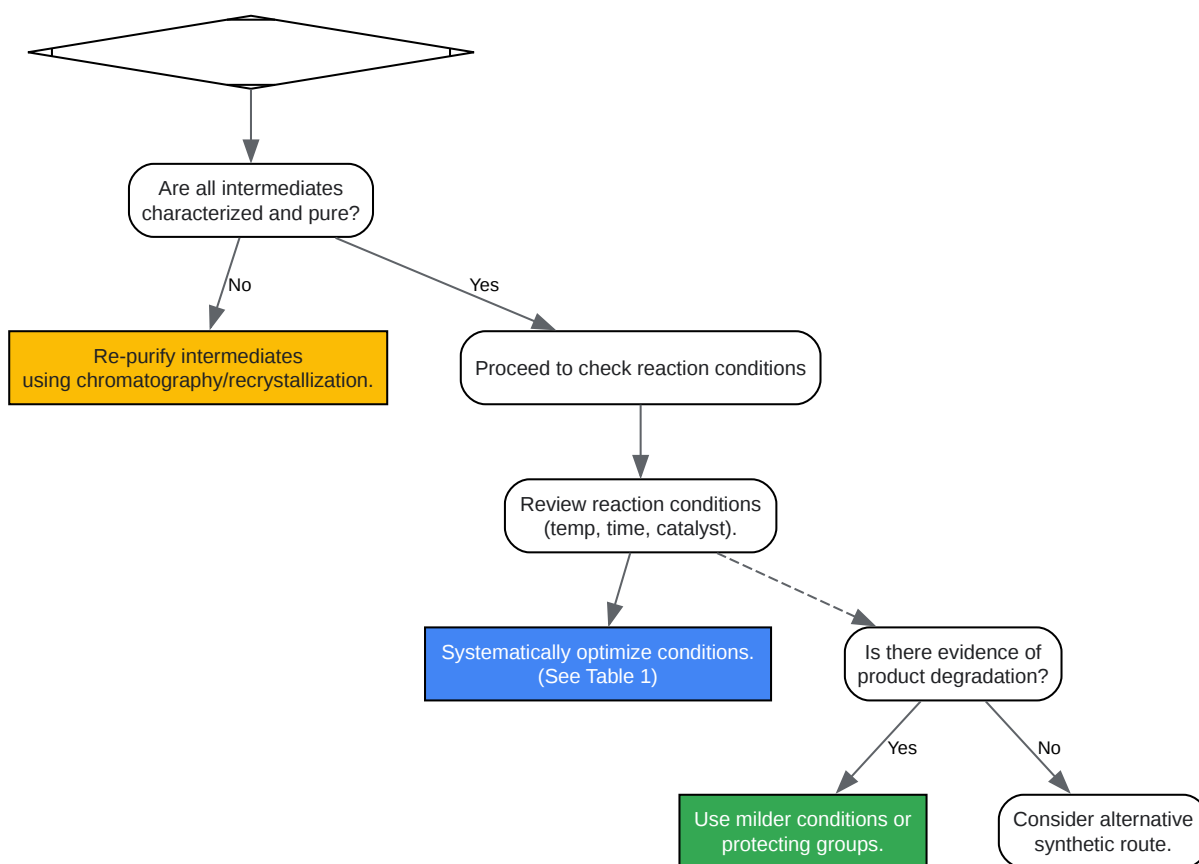 Are all intermediates
characterized and pure?
No
Yes
Re-purify intermediates
using chromatography/recrystallization.
Proceed to check reaction conditions
Review reaction conditions
(temp, time, catalyst).
Systematically optimize conditions.
(See Table 1)
Is there evidence of
product degradation?
Yes
No
Use milder conditions or
protecting groups.
Consider alternative
synthetic route.